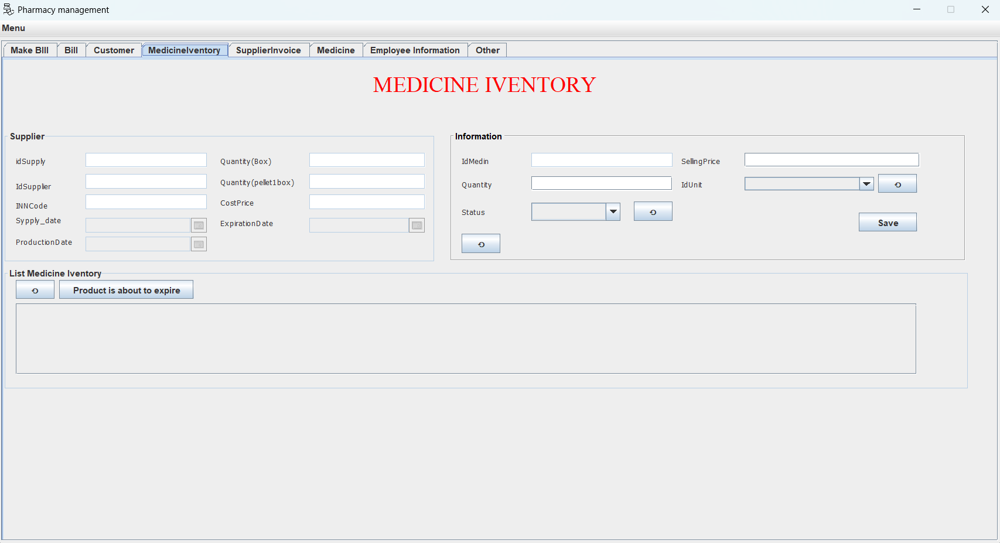 Pharmacy management
Menu
Make BIll Bill Customer MedicineIventory SupplierInvoice Medicine Employee Information Other
MEDICINE IVENTORY
Supplier
idSupply Quantity(Box)
IdSupplier Quantity(pellet1box)
INNCode CostPrice
Sypply_date ExpirationDate
ProductionDate
Information
IdMedin SellingPrice
Quantity IdUnit
Status
Save
List Medicine Iventory
Product is about to expire